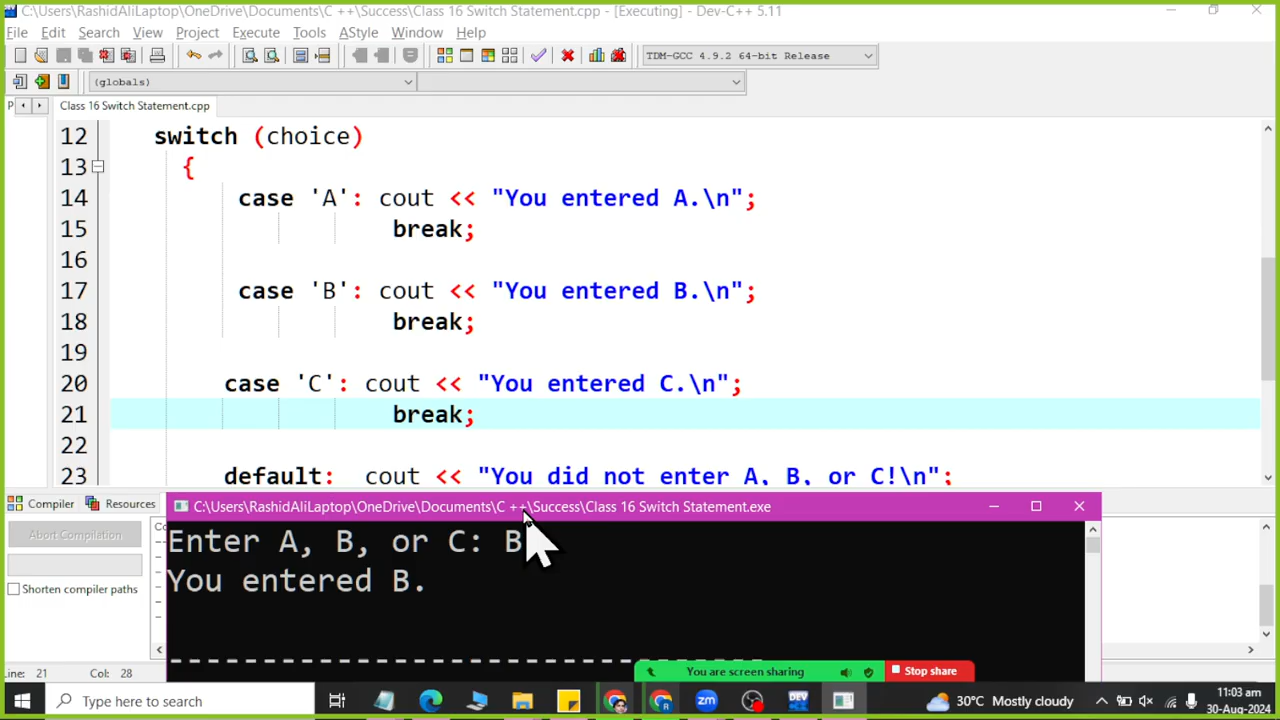 C:\Users\RashidAliLaptop\OneDrive\Documents\C ++\Success\Class 16 Switch Statement.cpp - [Executing] - Dev-C++ 5.11
File Edit Search View Project Execute Tools AStyle Window Help
TDM-GCC 4.9.2 64-bit Release
(globals)
P Class 16 Switch Statement.cpp
12 switch (choice)
13 {
14 case 'A': cout << "You entered A.\n";
15 break;
16
17 case 'B': cout << "You entered B.\n";
18 break;
19
20 case 'C': cout << "You entered C.\n";
21 break;
22
23 default: cout << "You did not enter A, B, or C!\n";
Compiler Resources
C:\Users\RashidAliLaptop\OneDrive\Documents\C ++\Success\Class 16 Switch Statement.exe
Abort Compilation
Shorten compiler paths
Enter A, B, or C: B
You entered B.
--------------------------------
Line: 21 Col: 28
You are screen sharing Stop share
Type here to search
30°C Mostly cloudy
11:03 am
30-Aug-2024